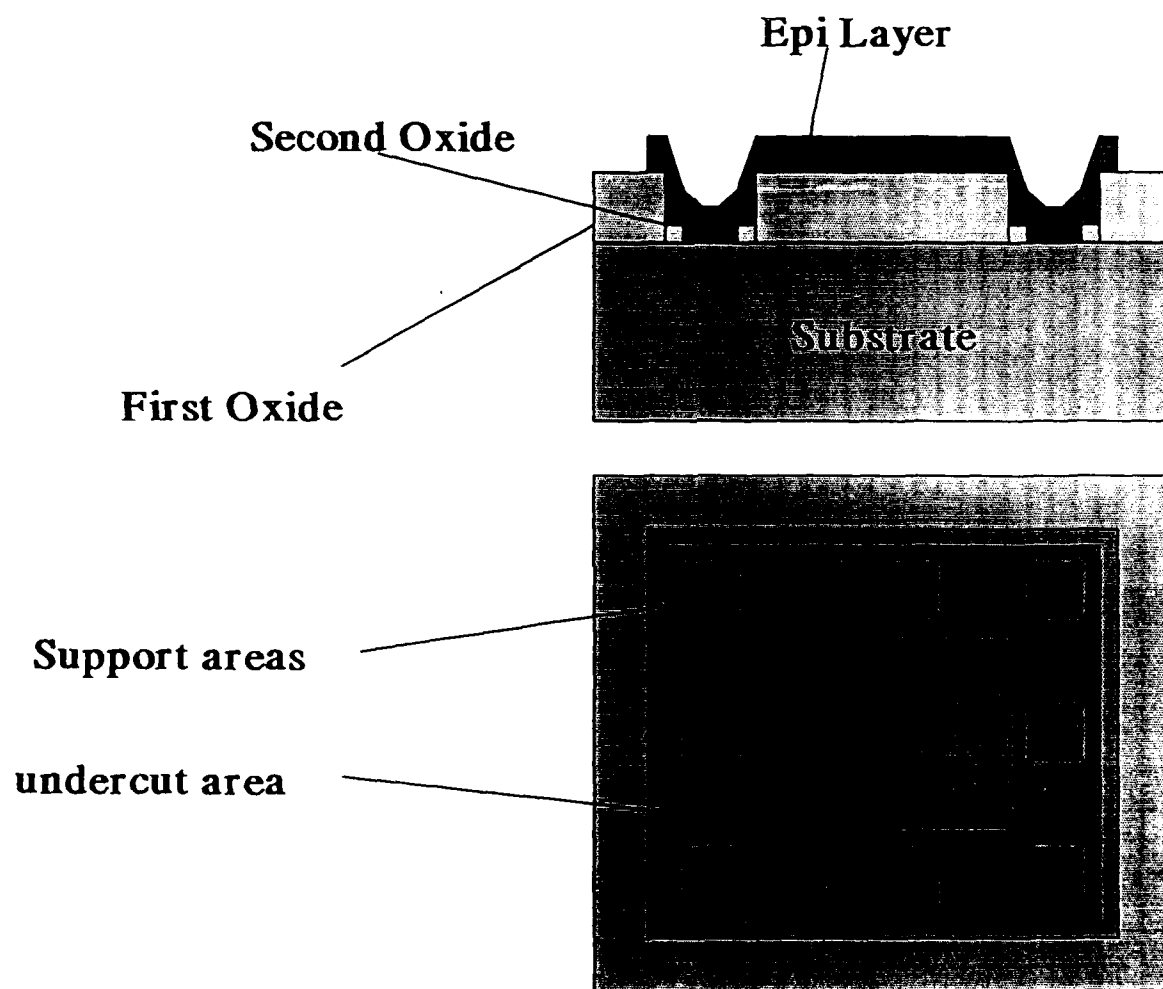 Epi Layer
Second Oxide
Substrate
First Oxide
Support areas
undercut area